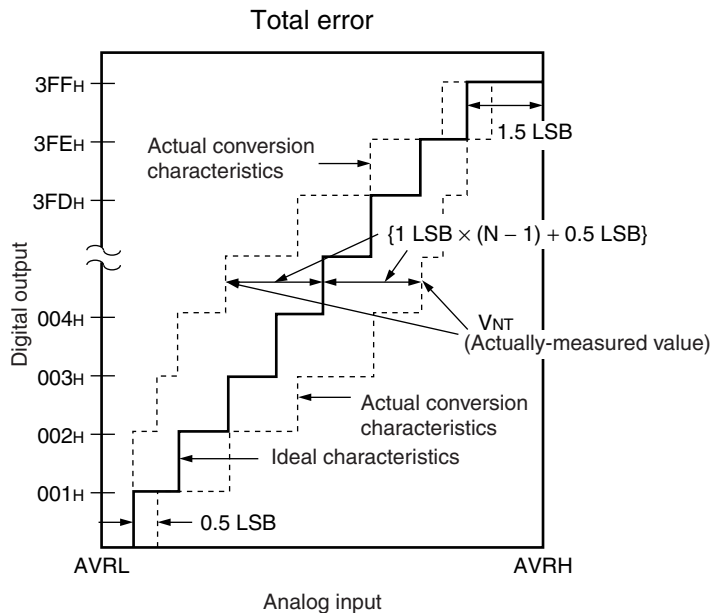 Total error
3FFH
3FEH
3FDH
004H
003H
002H
001H
Digital output
1.5 LSB
Actual conversion
characteristics
{1 LSB × (N − 1) + 0.5 LSB}
VNT
(Actually-measured value)
Actual conversion
characteristics
Ideal characteristics
0.5 LSB
AVRL
AVRH
Analog input